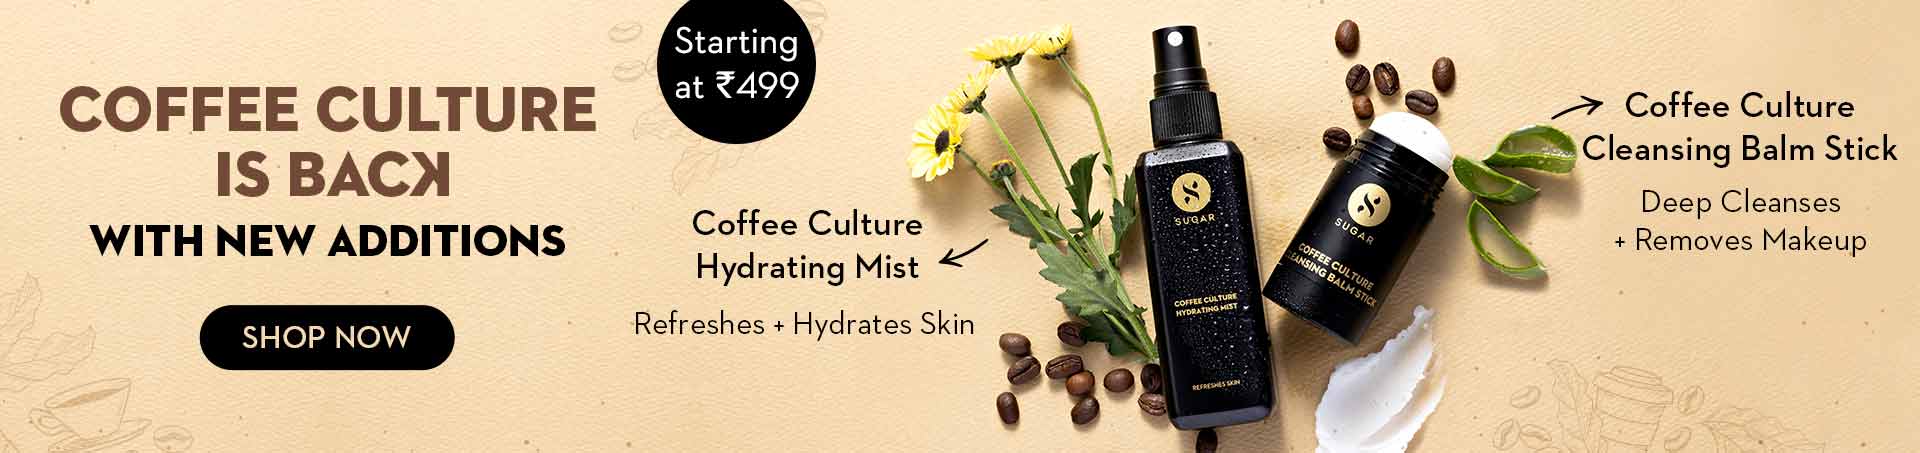 COFFEE CULTURE
IS BACK
WITH NEW ADDITIONS
SHOP NOW
Starting
at ₹499
Coffee Culture
Hydrating Mist
Refreshes + Hydrates Skin
SUGAR
COFFEE CULTURE
HYDRATING MIST
REFRESHES SKIN
SUGAR
COFFEE CULTURE
CLEANSING BALM STICK
Coffee Culture
Cleansing Balm Stick
Deep Cleanses
+ Removes Makeup